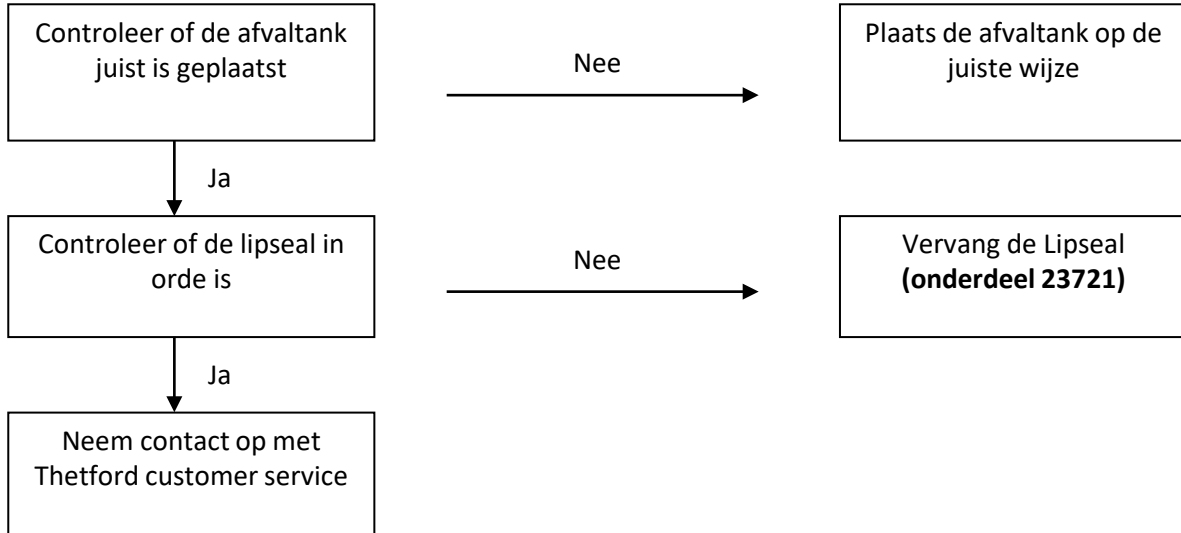 Controleer of de afvaltank
juist is geplaatst
Nee
Plaats de afvaltank op de
juiste wijze
Ja
Controleer of de lipseal in
orde is
Nee
Vervang de Lipseal
(onderdeel 23721)
Ja
Neem contact op met
Thetford customer service